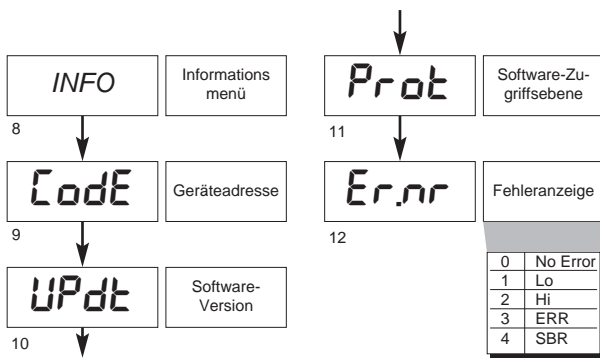 INFO
Informations
menü
8
CodE
Geräteadresse
9
UPdt
Software-
Version
10
Prot
Software-Zu-
griffsebene
11
Er.nr
Fehleranzeige
12
0 No Error
1 Lo
2 Hi
3 ERR
4 SBR